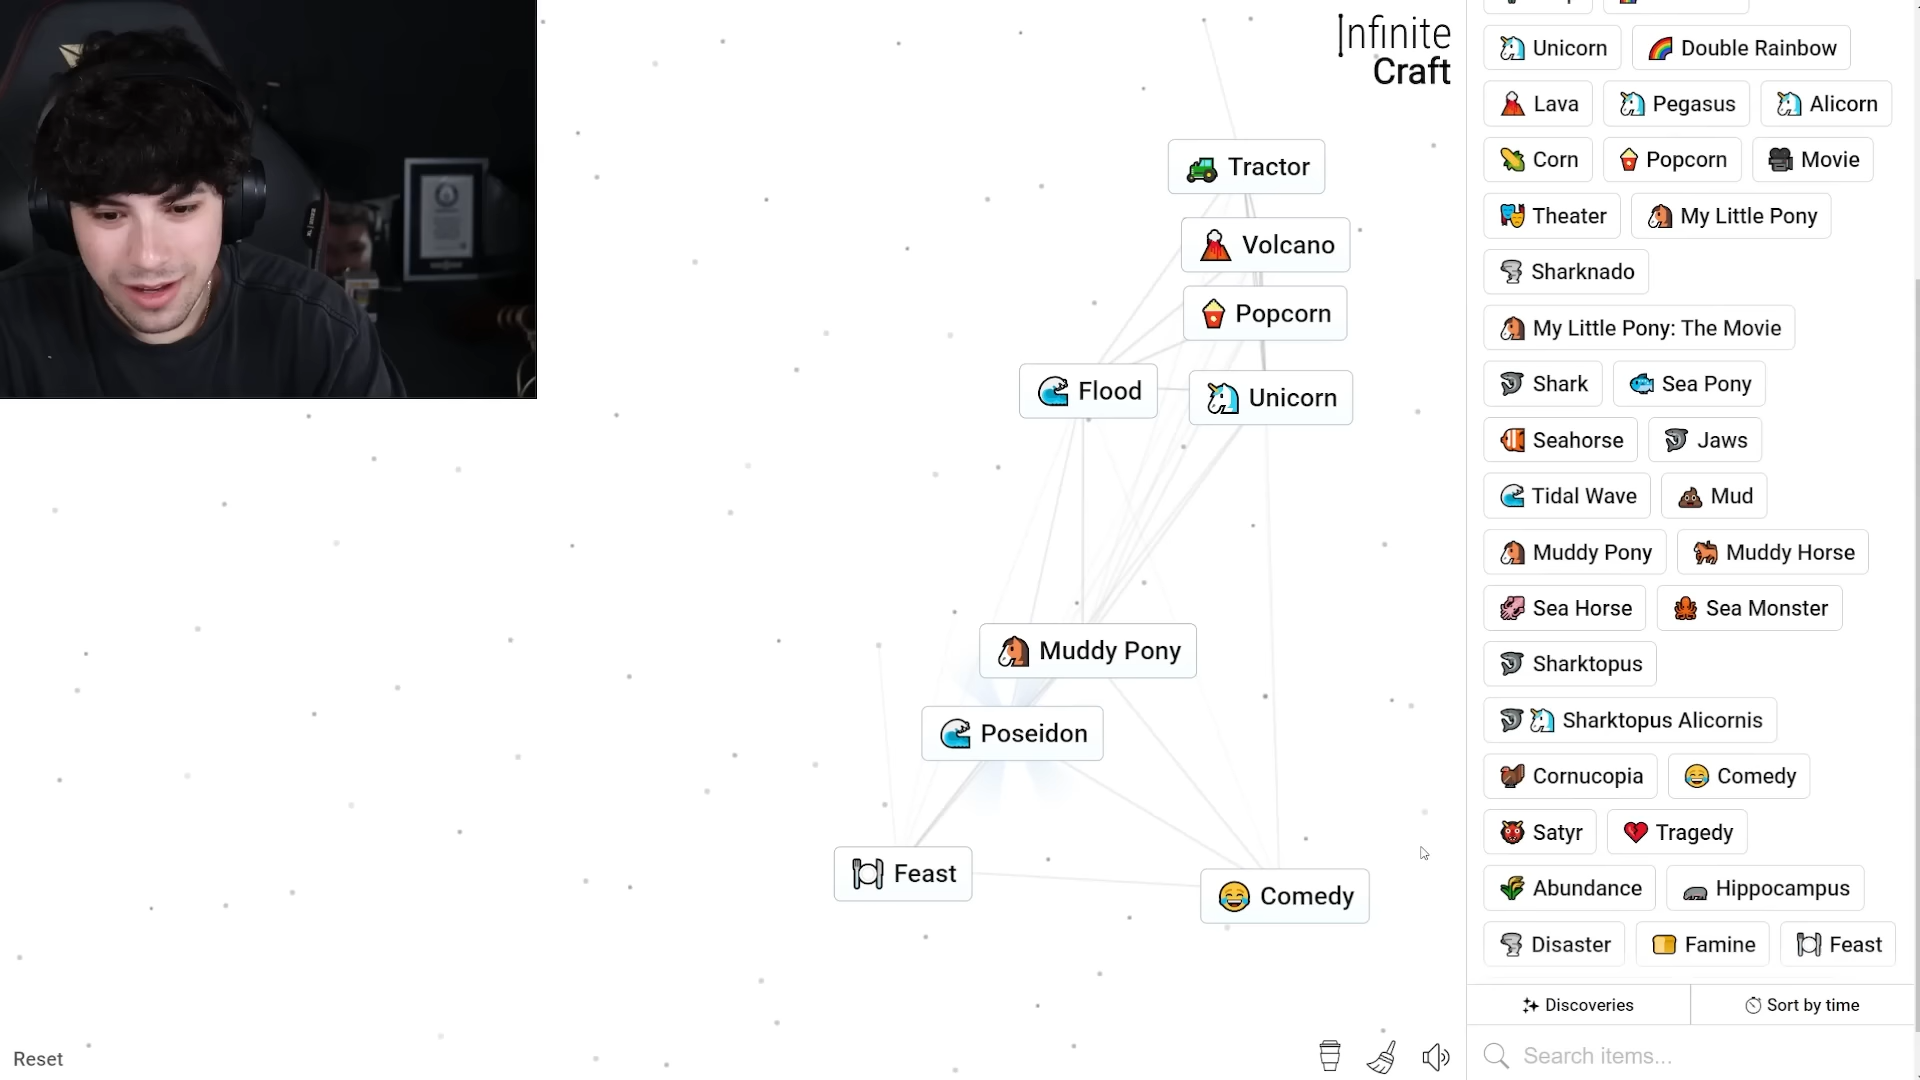 Infinite
Craft
Tractor
Volcano
Popcorn
Flood
Unicorn
Muddy Pony
Poseidon
Feast
Comedy
Reset
Unicorn
Double Rainbow
Lava
Pegasus
Alicorn
Corn
Popcorn
Movie
Theater
My Little Pony
Sharknado
My Little Pony: The Movie
Shark
Sea Pony
Seahorse
Jaws
Tidal Wave
Mud
Muddy Pony
Muddy Horse
Sea Horse
Sea Monster
Sharktopus
Sharktopus Alicornis
Cornucopia
Comedy
Satyr
Tragedy
Abundance
Hippocampus
Disaster
Famine
Feast
Discoveries
Sort by time
Search items...